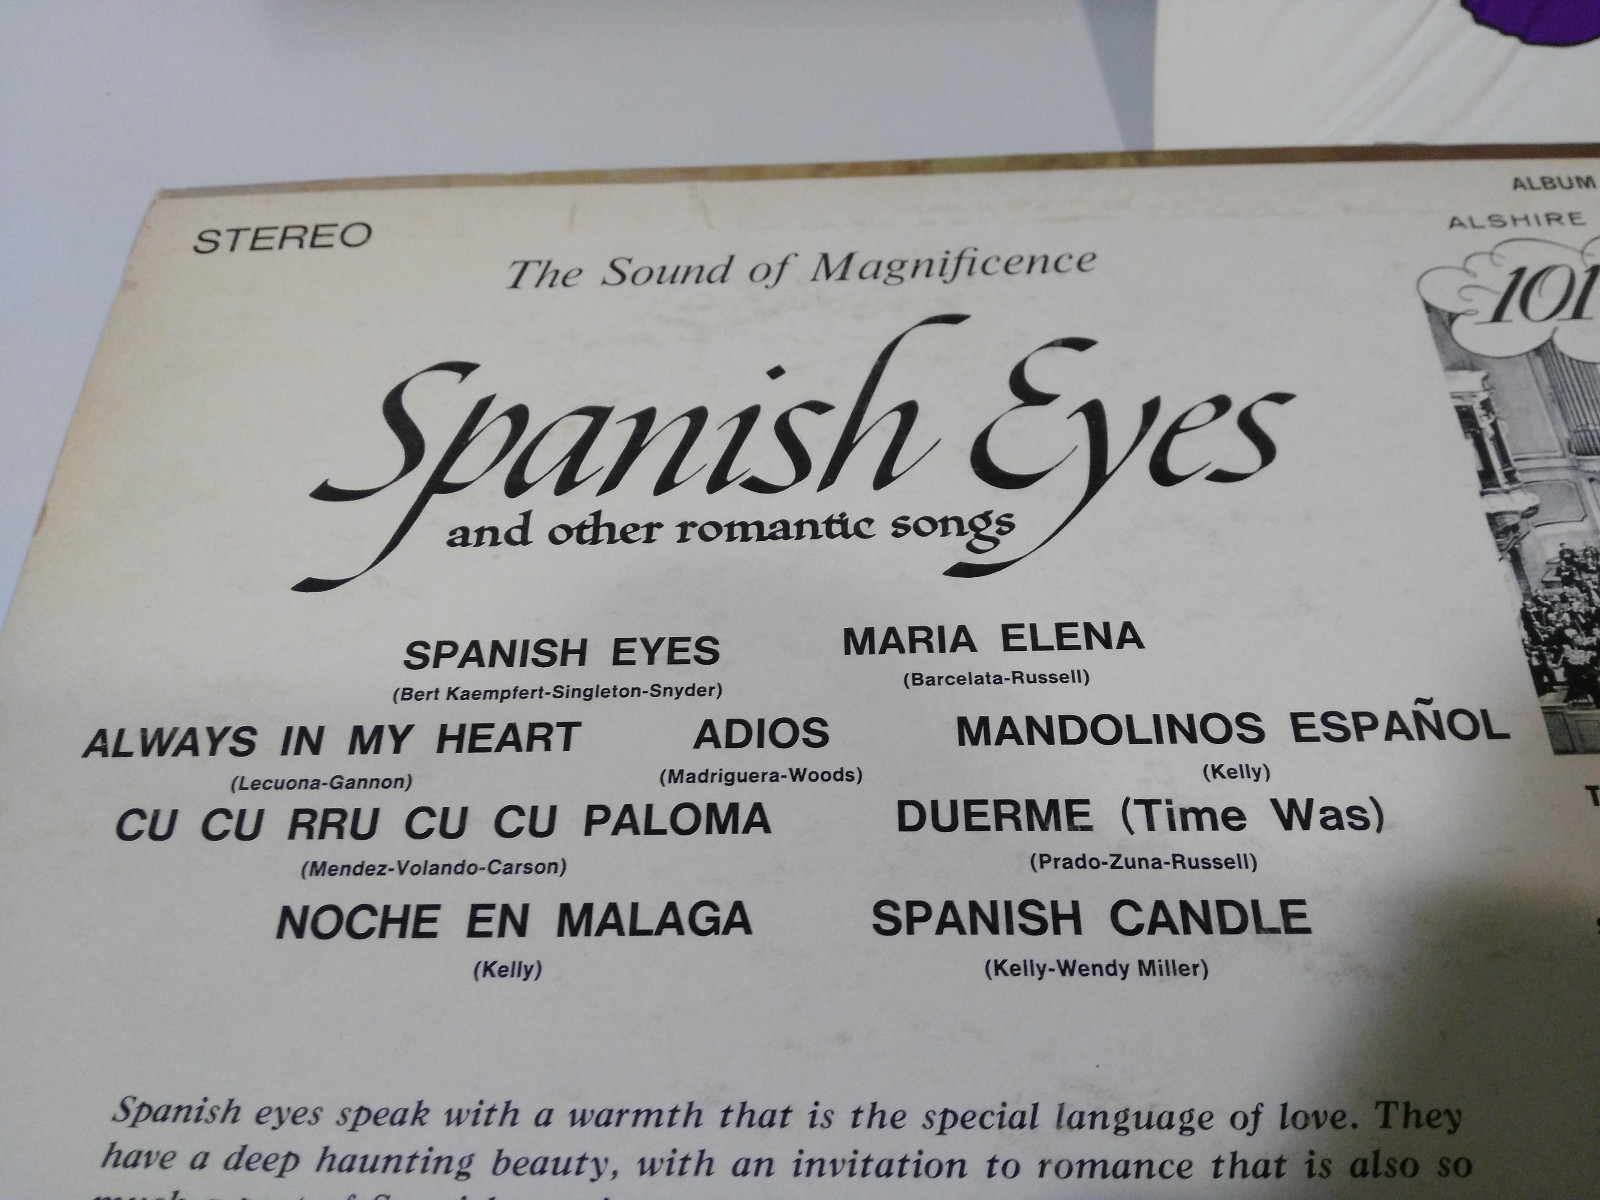 ALBUM
ALSHIRE
STEREO
The Sound of Magnificence
101
Spanish Eyes
and other romantic songs
SPANISH EYES MARIA ELENA
(Bert Kaempfert-Singleton-Snyder) (Barcelata-Russell)
ALWAYS IN MY HEART ADIOS MANDOLINOS ESPAÑOL
(Lecuona-Gannon) (Madriguera-Woods) (Kelly)
CU CU RRU CU CU PALOMA DUERME (Time Was)
(Mendez-Volando-Carson) (Prado-Zuna-Russell)
NOCHE EN MALAGA SPANISH CANDLE
(Kelly) (Kelly-Wendy Miller)
Spanish eyes speak with a warmth that is the special language of love. They
have a deep haunting beauty, with an invitation to romance that is also so